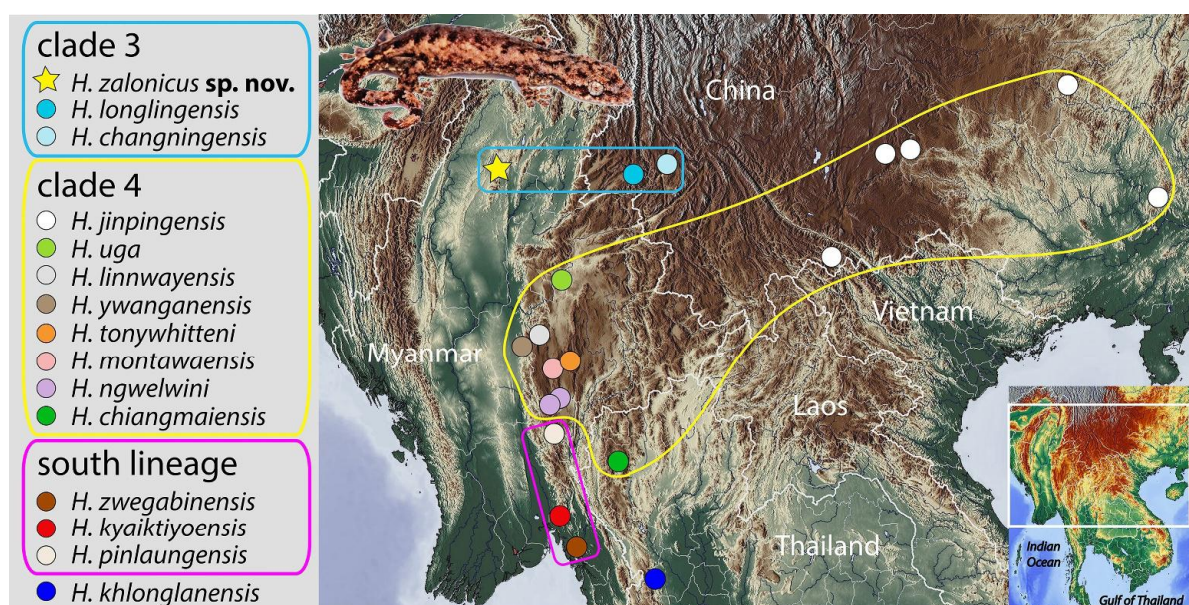 clade 3
H. zalonicus sp. nov.
H. longlingensis
H. changningensis
clade 4
H. jinpingensis
H. uga
H. linnwayensis
H. ywanganensis
H. tonywhitteni
H. montawaensis
H. ngwelwini
H. chiangmaiensis
south lineage
H. zwegabinensis
H. kyaiktiyoensis
H. pinlaungensis
H. khlonglanensis
China
Myanmar
Vietnam
Laos
Thailand
Indian
Ocean
Gulf of Thailand